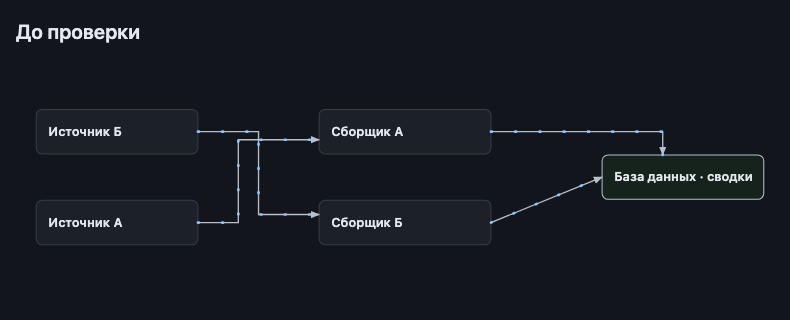 До проверки
Источник Б
Сборщик А
База данных · сводки
Источник А
Сборщик Б